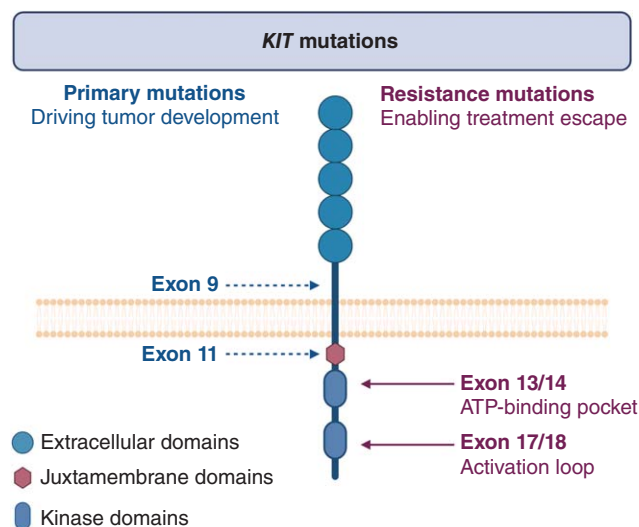 KIT mutations
Primary mutations
Driving tumor development
Resistance mutations
Enabling treatment escape
Exon 9
Exon 11
Exon 13/14
ATP-binding pocket
Exon 17/18
Activation loop
Extracellular domains
Juxtamembrane domains
Kinase domains